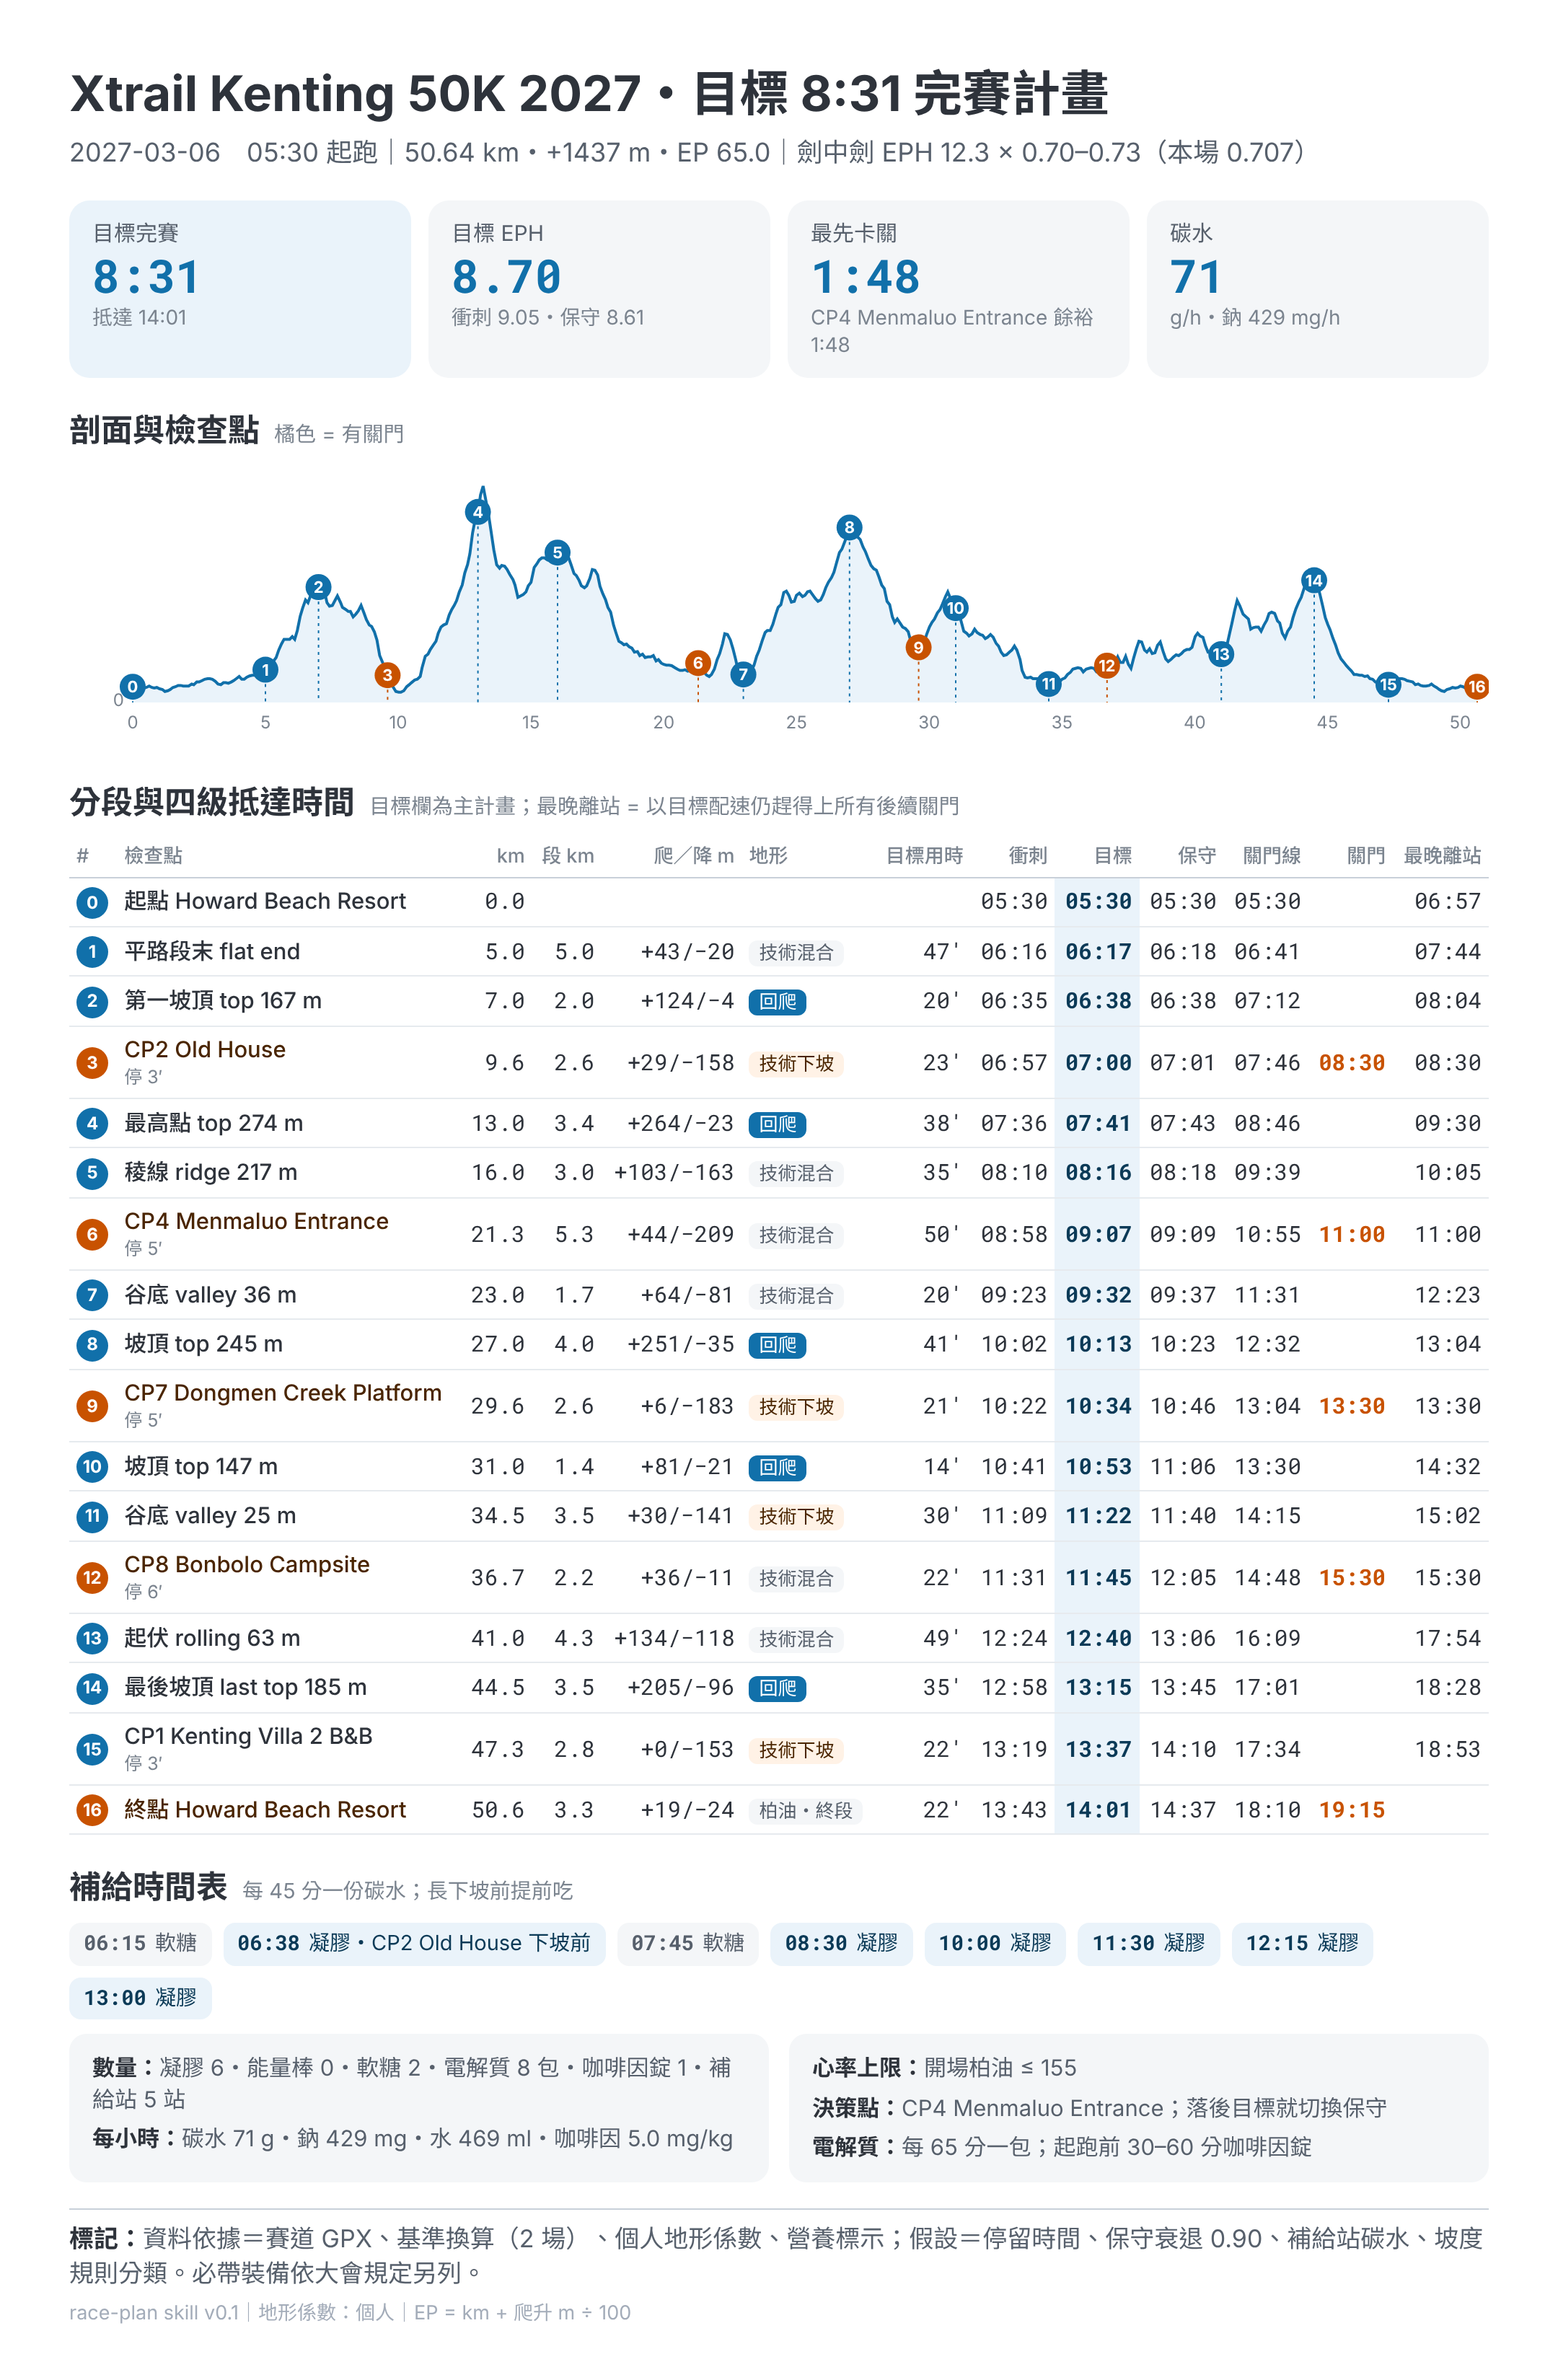 Xtrail Kenting 50K 2027・目標 8:31 完賽計畫
2027-03-06　05:30 起跑｜50.64 km・+1437 m・EP 65.0｜劍中劍 EPH 12.3 × 0.70–0.73（本場 0.707）
目標完賽
8:31
抵達 14:01
目標 EPH
8.70
衝刺 9.05・保守 8.61
最先卡關
1:48
CP4 Menmaluo Entrance 餘裕
1:48
碳水
71
g/h・鈉 429 mg/h
剖面與檢查點 橘色 = 有關門
4
8
5
2
14
10
9
13
1
6
12
3
7
11
15
0
16
0
0 5 10 15 20 25 30 35 40 45 50
分段與四級抵達時間 目標欄為主計畫；最晚離站 = 以目標配速仍趕得上所有後續關門
# 檢查點 km 段 km 爬／降 m 地形 目標用時 衝刺 目標 保守 關門線 關門 最晚離站
0 起點 Howard Beach Resort 0.0 05:30 05:30 05:30 05:30 06:57
1 平路段末 flat end 5.0 5.0 +43/−20 技術混合 47' 06:16 06:17 06:18 06:41 07:44
2 第一坡頂 top 167 m 7.0 2.0 +124/−4 回爬 20' 06:35 06:38 06:38 07:12 08:04
3 CP2 Old House 9.6 2.6 +29/−158 技術下坡 23' 06:57 07:00 07:01 07:46 08:30 08:30
停 3′
4 最高點 top 274 m 13.0 3.4 +264/−23 回爬 38' 07:36 07:41 07:43 08:46 09:30
5 稜線 ridge 217 m 16.0 3.0 +103/−163 技術混合 35' 08:10 08:16 08:18 09:39 10:05
6 CP4 Menmaluo Entrance 21.3 5.3 +44/−209 技術混合 50' 08:58 09:07 09:09 10:55 11:00 11:00
停 5′
7 谷底 valley 36 m 23.0 1.7 +64/−81 技術混合 20' 09:23 09:32 09:37 11:31 12:23
8 坡頂 top 245 m 27.0 4.0 +251/−35 回爬 41' 10:02 10:13 10:23 12:32 13:04
9 CP7 Dongmen Creek Platform 29.6 2.6 +6/−183 技術下坡 21' 10:22 10:34 10:46 13:04 13:30 13:30
停 5′
10 坡頂 top 147 m 31.0 1.4 +81/−21 回爬 14' 10:41 10:53 11:06 13:30 14:32
11 谷底 valley 25 m 34.5 3.5 +30/−141 技術下坡 30' 11:09 11:22 11:40 14:15 15:02
12 CP8 Bonbolo Campsite 36.7 2.2 +36/−11 技術混合 22' 11:31 11:45 12:05 14:48 15:30 15:30
停 6′
13 起伏 rolling 63 m 41.0 4.3 +134/−118 技術混合 49' 12:24 12:40 13:06 16:09 17:54
14 最後坡頂 last top 185 m 44.5 3.5 +205/−96 回爬 35' 12:58 13:15 13:45 17:01 18:28
15 CP1 Kenting Villa 2 B&B 47.3 2.8 +0/−153 技術下坡 22' 13:19 13:37 14:10 17:34 18:53
停 3′
16 終點 Howard Beach Resort 50.6 3.3 +19/−24 柏油・終段 22' 13:43 14:01 14:37 18:10 19:15
補給時間表 每 45 分一份碳水；長下坡前提前吃
06:15 軟糖 06:38 凝膠・CP2 Old House 下坡前 07:45 軟糖 08:30 凝膠 10:00 凝膠 11:30 凝膠 12:15 凝膠
13:00 凝膠
數量：凝膠 6・能量棒 0・軟糖 2・電解質 8 包・咖啡因錠 1・補
給站 5 站
每小時：碳水 71 g・鈉 429 mg・水 469 ml・咖啡因 5.0 mg/kg
心率上限：開場柏油 ≤ 155
決策點：CP4 Menmaluo Entrance；落後目標就切換保守
電解質：每 65 分一包；起跑前 30–60 分咖啡因錠
標記：資料依據＝賽道 GPX、基準換算（2 場）、個人地形係數、營養標示；假設＝停留時間、保守衰退 0.90、補給站碳水、坡度
規則分類。必帶裝備依大會規定另列。
race-plan skill v0.1｜地形係數：個人｜EP = km + 爬升 m ÷ 100